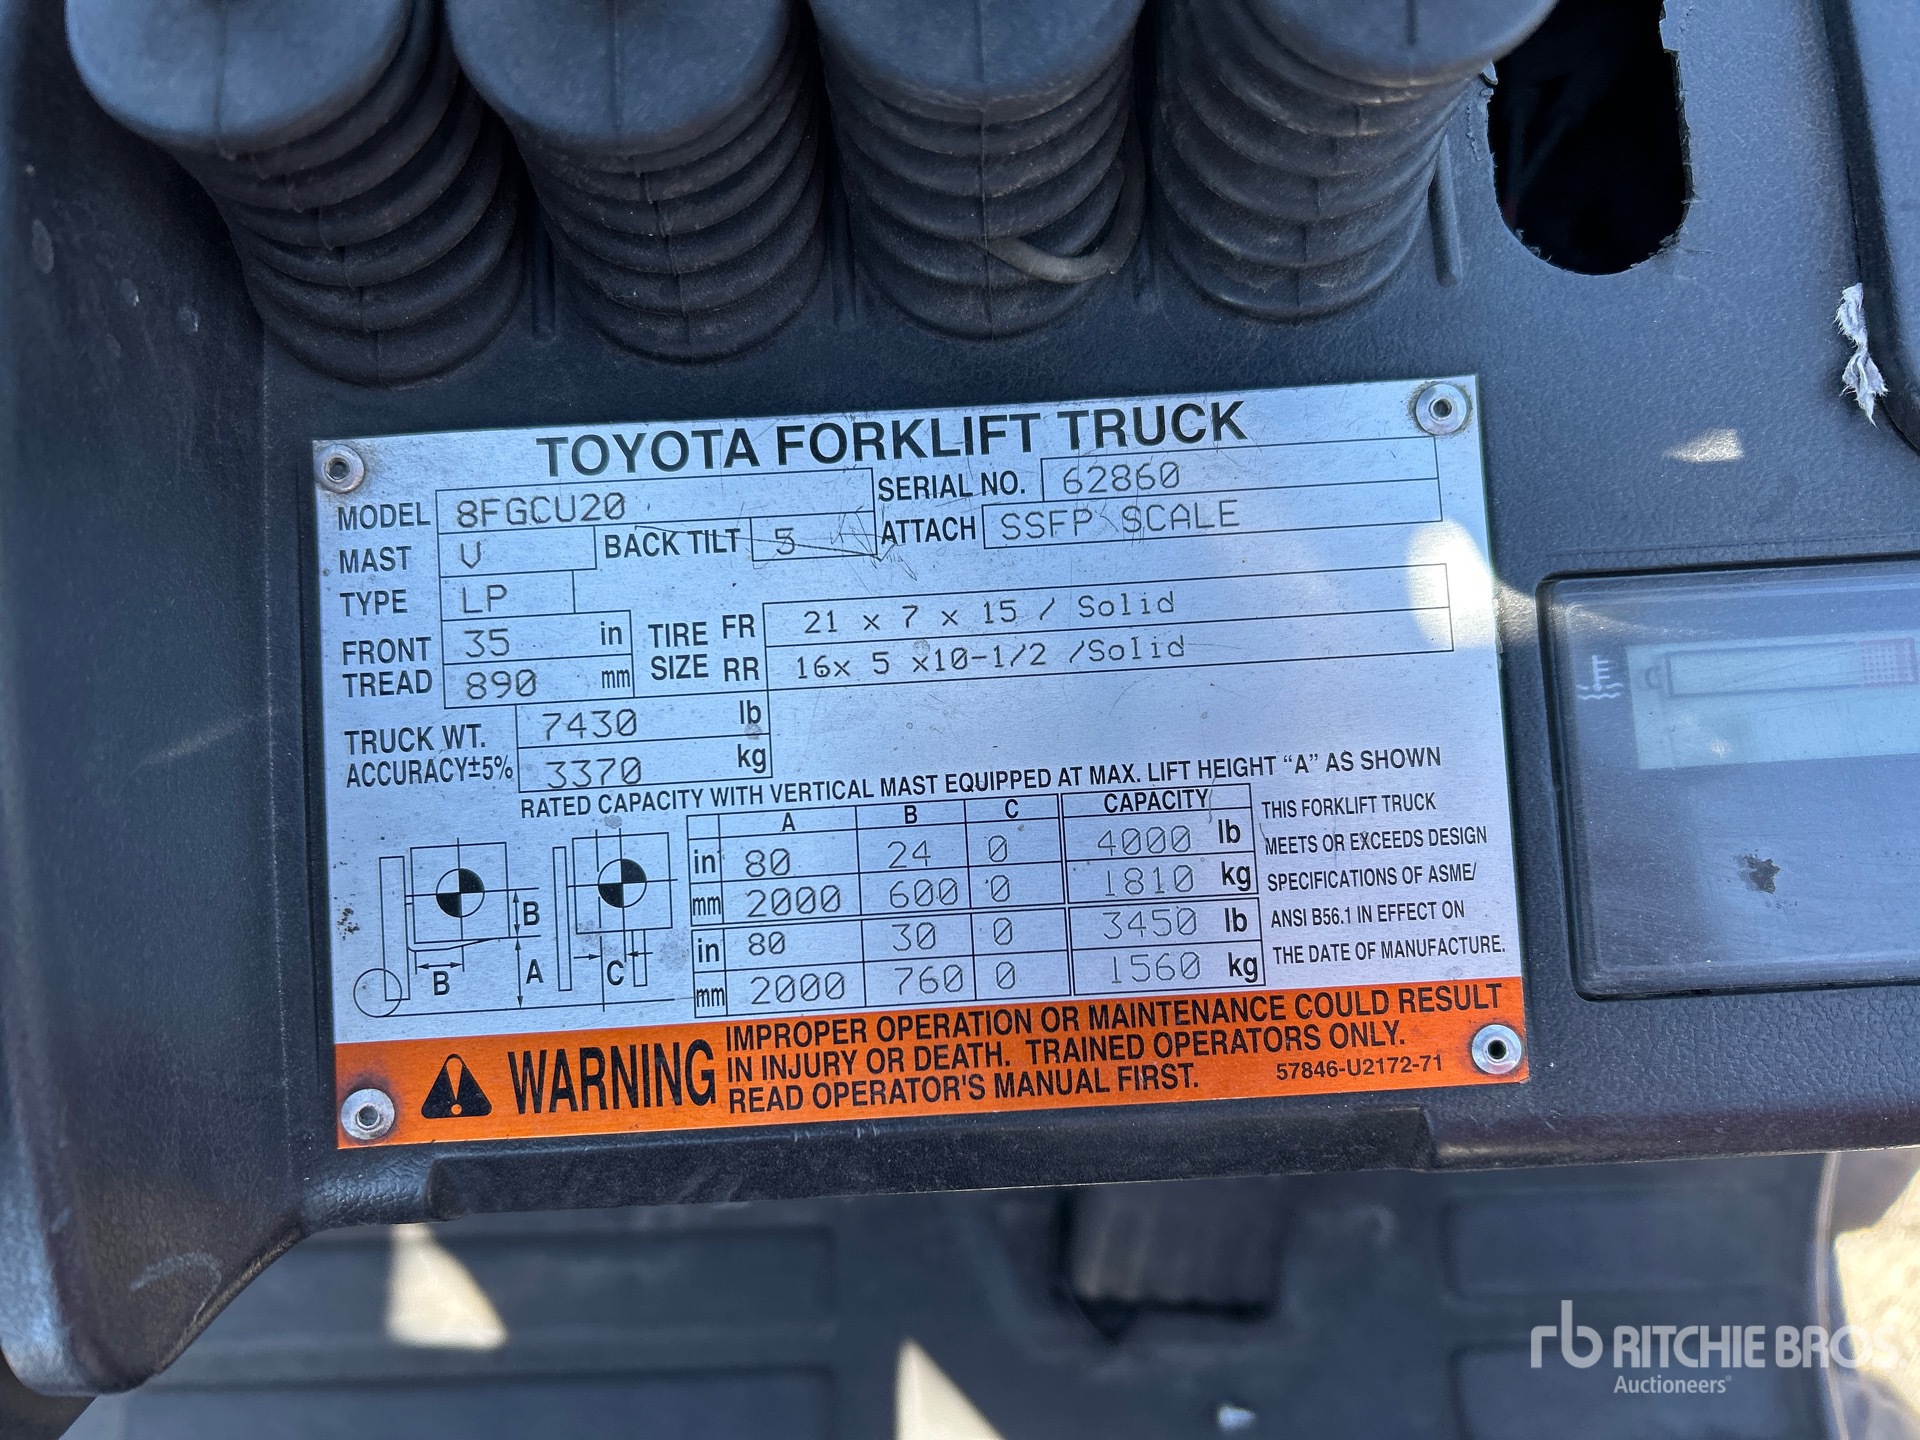 TOYOTA FORKLIFT TRUCK
MODEL 8FGCU20 SERIAL NO. 62860
MAST V BACK TILT 5 ATTACH SSFP SCALE
TYPE LP
FRONT TREAD 35 in 890 mm
TIRE SIZE FR 21 x 7 x 15 / Solid
RR 16x 5 x10-1/2 /Solid
TRUCK WT. 7430 lb
ACCURACY±5% 3370 kg
RATED CAPACITY WITH VERTICAL MAST EQUIPPED AT MAX. LIFT HEIGHT “A” AS SHOWN
A B C CAPACITY
in 80 24 0 4000 lb
mm 2000 600 0 1810 kg
in 80 30 0 3450 lb
mm 2000 760 0 1560 kg
B
B
A
C
THIS FORKLIFT TRUCK
MEETS OR EXCEEDS DESIGN
SPECIFICATIONS OF ASME/
ANSI B56.1 IN EFFECT ON
THE DATE OF MANUFACTURE.
WARNING
IMPROPER OPERATION OR MAINTENANCE COULD RESULT
IN INJURY OR DEATH. TRAINED OPERATORS ONLY.
READ OPERATOR'S MANUAL FIRST. 57846-U2172-71
rb RITCHIE BROS.
Auctioneers®